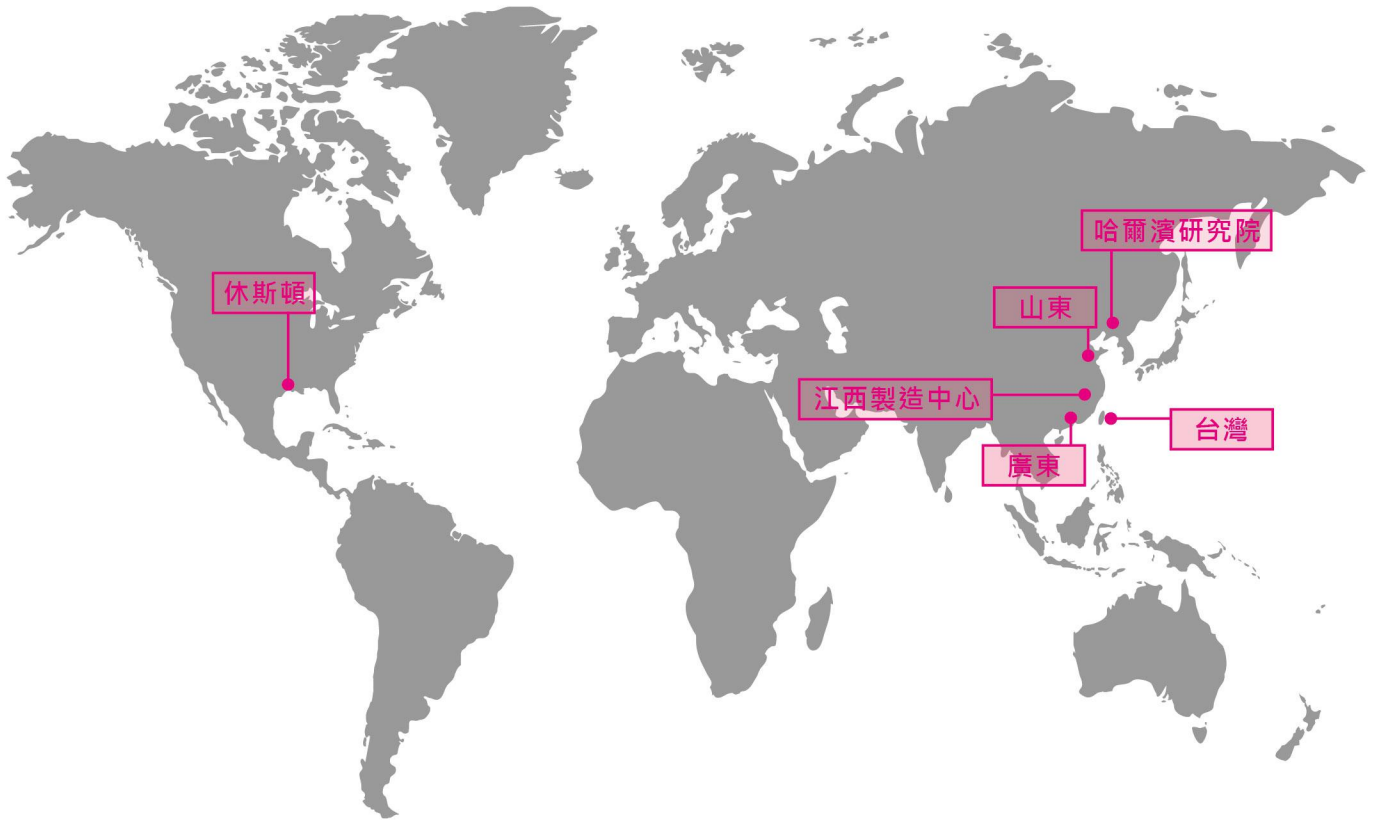 哈爾濱研究院
休斯頓
山東
江西製造中心
台灣
廣東